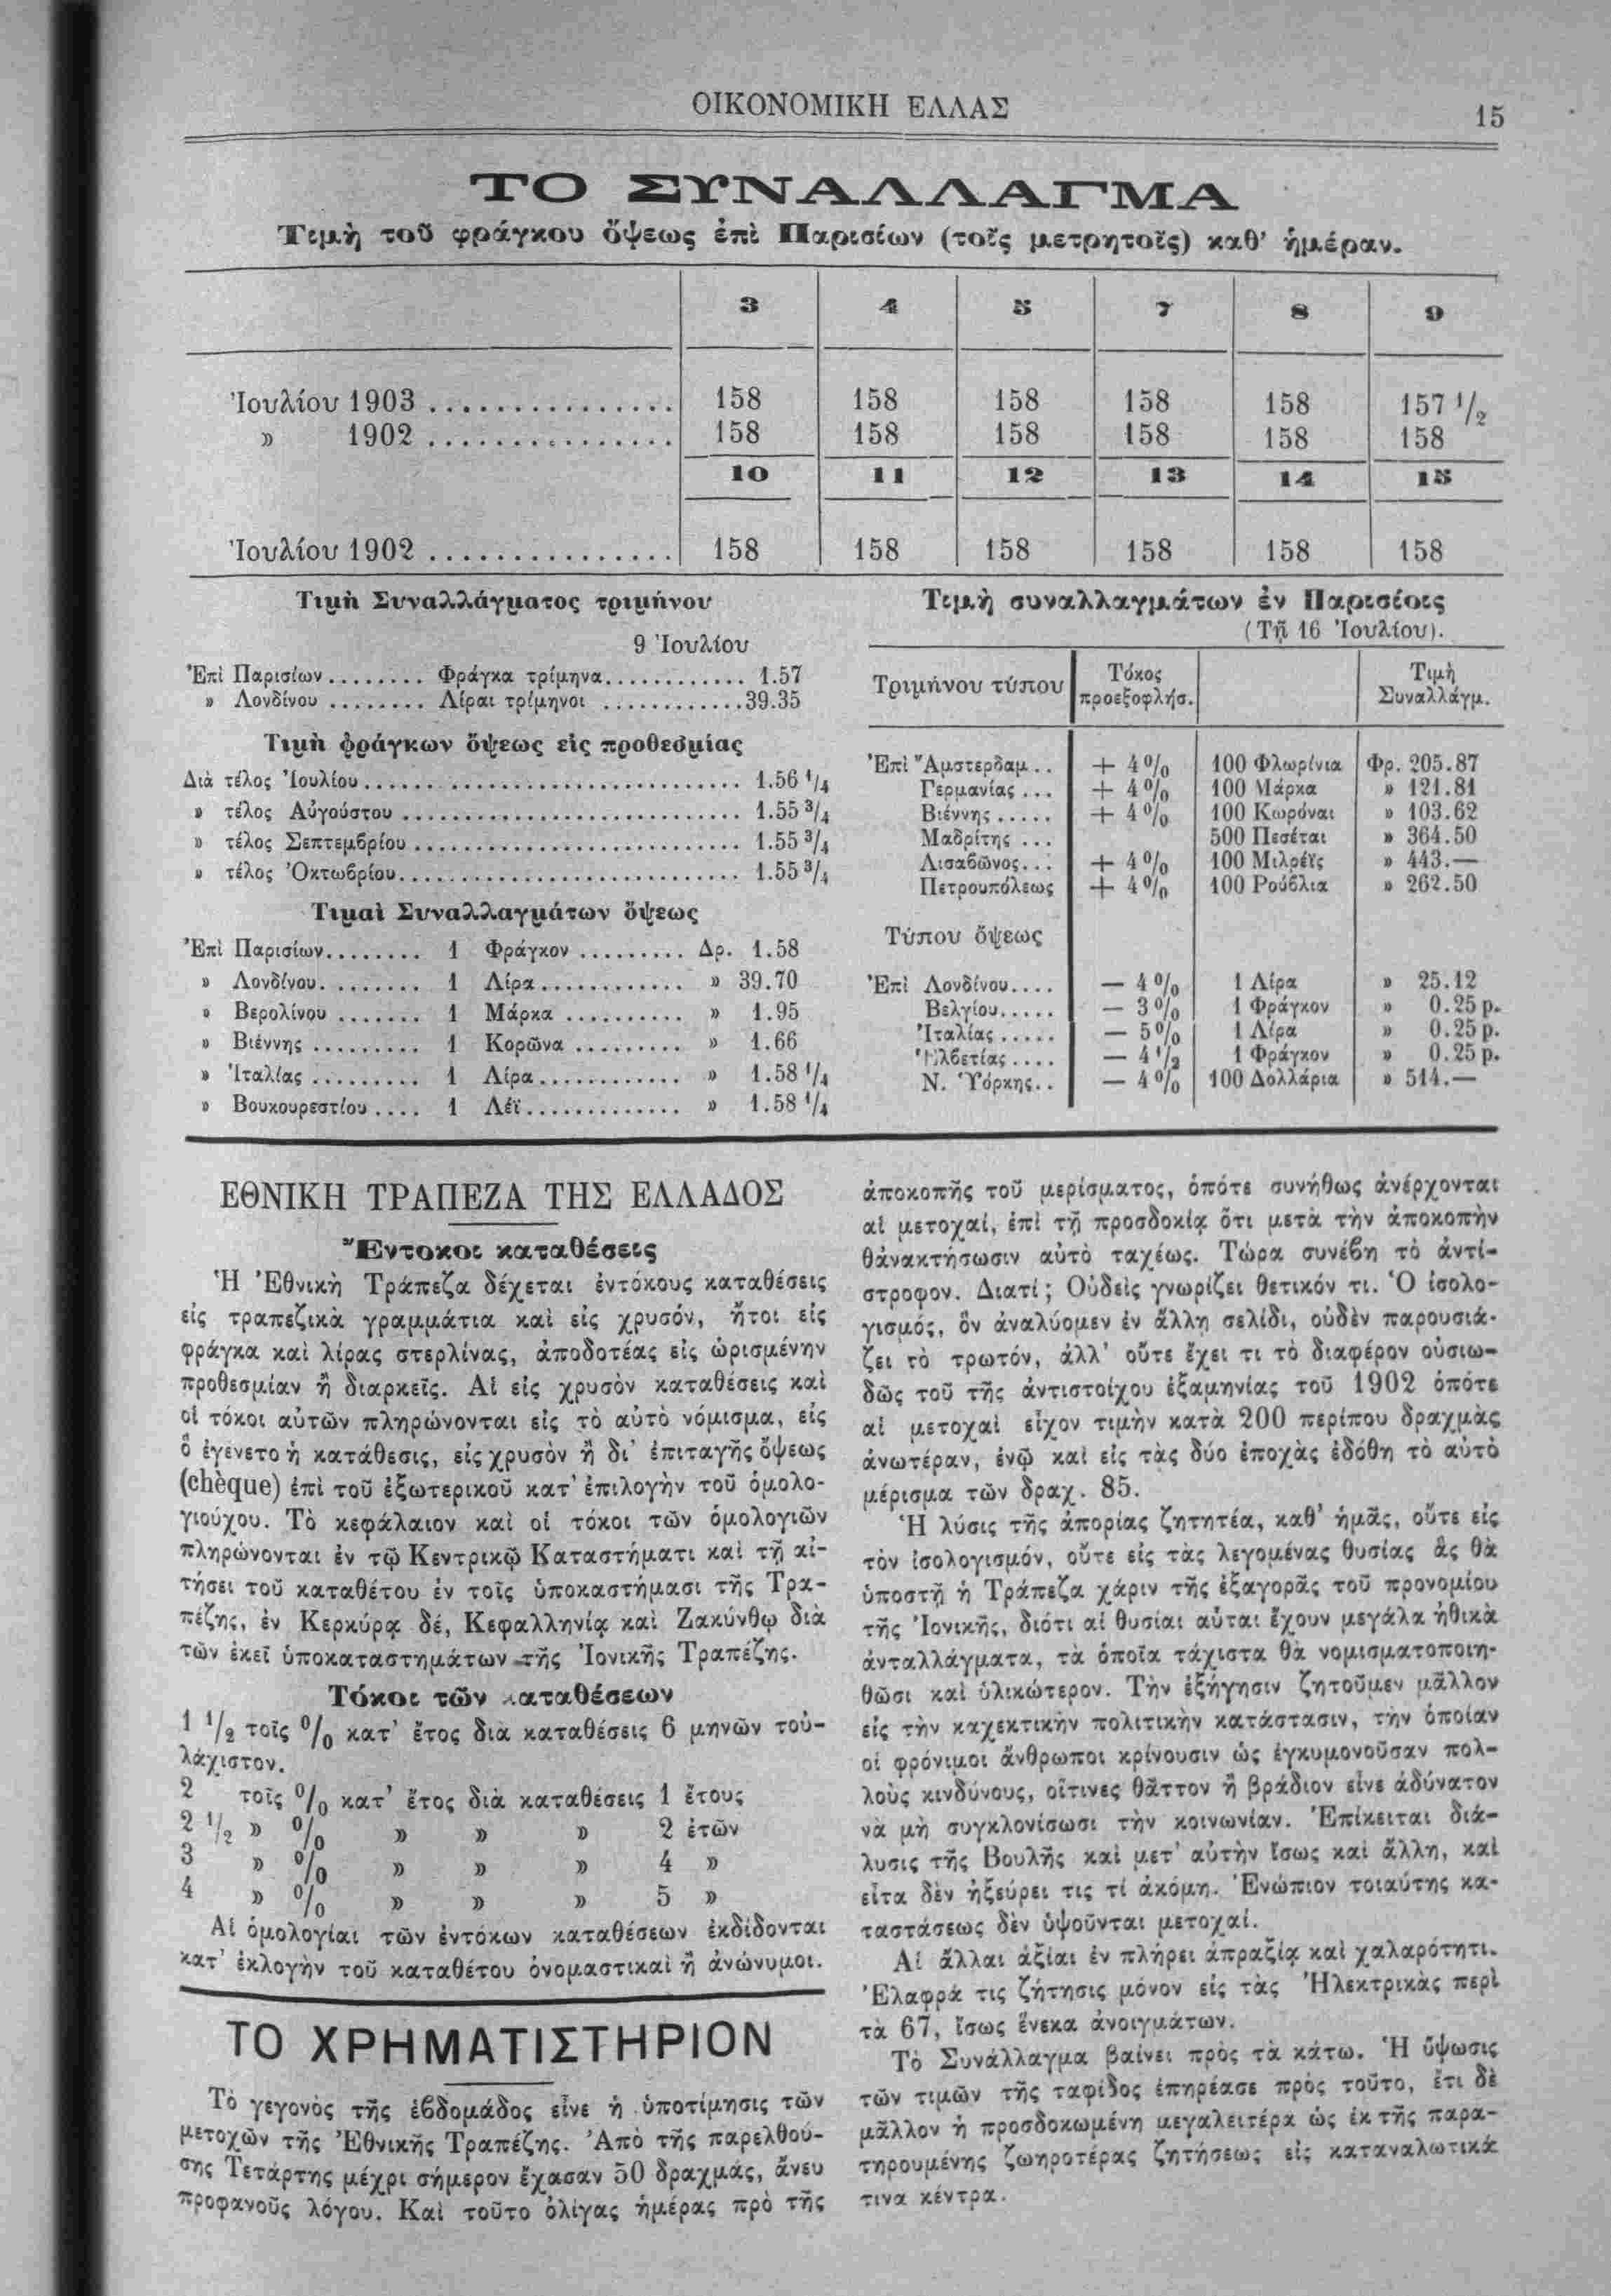 ΟΙΚΟΝΟΜΙΚΗ ΕΛΛΑΣ
15
ΤΟ ΣΥΝΑΛΛΑΓΜΑ
Τιμὴ τοῦ φράγκου ὄψεως ἐπὶ Παρισίων (τοῖς μετρητοῖς) καθ' ἡμέραν.
3 4 5 7 8 9
Ἰουλίου 1903 ............... 158 158 158 158 158 157 1/2
» 1902 ............... 158 158 158 158 158 158
10 11 12 13 14 15
Ἰουλίου 1902 ............... 158 158 158 158 158 158
Τιμὴ Συναλλάγματος τριμήνου
9 Ἰουλίου
Ἐπὶ Παρισίων........ Φράγκα τρίμηνα............. 1.57
» Λονδίνου ........ Λίραι τρίμηνοι ............39.35
Τιμὴ φράγκων ὄψεως εἰς προθεσμίας
Διὰ τέλος Ἰουλίου............................ 1.56 1/4
» τέλος Αὐγούστου ............................ 1.55 3/4
» τέλος Σεπτεμβρίου ........................... 1.55 3/4
» τέλος Ὀκτωβρίου............................ 1.55 3/4
Τιμαὶ Συναλλαγμάτων ὄψεως
Ἐπὶ Παρισίων........ 1 Φράγκον ......... Δρ. 1.58
» Λονδίνου......... 1 Λίρα............ » 39.70
» Βερολίνου ....... 1 Μάρκα .......... » 1.95
» Βιέννης ......... 1 Κορῶνα ......... » 1.66
» Ἰταλίας ......... 1 Λίρα............ » 1.58 1/4
» Βουκουρεστίου .... 1 Λέϊ............. » 1.58 1/4
Τιμὴ συναλλαγμάτων ἐν Παρισίοις
(Τῇ 16 Ἰουλίου).
Τριμήνου τύπου Τόκος προεξοφλήσ. Τιμὴ Συναλλάγμ.
Ἐπὶ Ἄμστερδαμ.. + 4 0/0 100 Φλωρίνια Φρ. 205.87
Γερμανίας ... + 4 0/0 100 Μάρκα » 121.81
Βιέννης ..... + 4 0/0 100 Κωρόναι » 103.62
Μαδρίτης ... 500 Πεσέται » 364.50
Λισαβῶνος... + 4 0/0 100 Μιλρέϊς » 443.—
Πετρουπόλεως + 4 0/0 100 Ρούβλια » 262.50
Τύπου ὄψεως
Ἐπὶ Λονδίνου.... — 4 0/0 1 Λίρα » 25.12
Βελγίου..... — 3 0/0 1 Φράγκον » 0.25 p.
Ἰταλίας ..... — 5 0/0 1 Λίρα » 0.25 p.
Ἑλβετίας .... — 4 1/2 1 Φράγκον » 0.25 p.
Ν. Ὑόρκης.. — 4 0/0 100 Δολλάρια » 514.—
ΕΘΝΙΚΗ ΤΡΑΠΕΖΑ ΤΗΣ ΕΛΛΑΔΟΣ
Ἔντοκοι καταθέσεις
Ἡ Ἐθνικὴ Τράπεζα δέχεται ἐντόκους καταθέσεις
εἰς τραπεζικὰ γραμμάτια καὶ εἰς χρυσόν, ἤτοι εἰς
φράγκα καὶ λίρας στερλίνας, ἀποδοτέας εἰς ὡρισμένην
προθεσμίαν ἢ διαρκεῖς. Αἱ εἰς χρυσὸν καταθέσεις καὶ
οἱ τόκοι αὐτῶν πληρώνονται εἰς τὸ αὐτὸ νόμισμα, εἰς
ὃ ἐγένετο ἡ κατάθεσις, εἰς χρυσὸν ἢ δι' ἐπιταγῆς ὄψεως
(chèque) ἐπὶ τοῦ ἐξωτερικοῦ κατ' ἐπιλογὴν τοῦ ὁμολο-
γιούχου. Τὸ κεφάλαιον καὶ οἱ τόκοι τῶν ὁμολογιῶν
πληρώνονται ἐν τῷ Κεντρικῷ Καταστήματι καὶ τῇ αἰ-
τήσει τοῦ καταθέτου ἐν τοῖς ὑποκαστήμασι τῆς Τρα-
πέζης, ἐν Κερκύρᾳ δέ, Κεφαλληνίᾳ καὶ Ζακύνθῳ διὰ
τῶν ἐκεῖ ὑποκαταστημάτων τῆς Ἰονικῆς Τραπέζης.
Τόκοι τῶν καταθέσεων
1 1/2 τοῖς 0/0 κατ' ἔτος διὰ καταθέσεις 6 μηνῶν τοὐ-
λάχιστον.
2 τοῖς 0/0 κατ' ἔτος διὰ καταθέσεις 1 ἔτους
2 1/2 » 0/0 » » » 2 ἐτῶν
3 » 0/0 » » » 4 »
4 » 0/0 » » » 5 »
Αἱ ὁμολογίαι τῶν ἐντόκων καταθέσεων ἐκδίδονται
κατ' ἐκλογὴν τοῦ καταθέτου ὀνομαστικαὶ ἢ ἀνώνυμοι.
ΤΟ ΧΡΗΜΑΤΙΣΤΗΡΙΟΝ
Τὸ γεγονὸς τῆς ἑβδομάδος εἶνε ἡ ὑποτίμησις τῶν
μετοχῶν τῆς Ἐθνικῆς Τραπέζης. Ἀπὸ τῆς παρελθού-
σης Τετάρτης μέχρι σήμερον ἔχασαν 50 δραχμάς, ἄνευ
προφανοῦς λόγου. Καὶ τοῦτο ὀλίγας ἡμέρας πρὸ τῆς
ἀποκοπῆς τοῦ μερίσματος, ὁπότε συνήθως ἀνέρχονται
αἱ μετοχαί, ἐπὶ τῇ προσδοκίᾳ ὅτι μετὰ τὴν ἀποκοπὴν
θἀνακτήσωσιν αὐτὸ ταχέως. Τώρα συνέβη τὸ ἀντί-
στροφον. Διατί; Οὐδεὶς γνωρίζει θετικόν τι. Ὁ ἰσολο-
γισμός, ὃν ἀναλύομεν ἐν ἄλλῃ σελίδι, οὐδὲν παρουσιά-
ζει τὸ τρωτόν, ἀλλ' οὔτε ἔχει τι τὸ διαφέρον οὐσιω-
δῶς τοῦ τῆς ἀντιστοίχου ἑξαμηνίας τοῦ 1902 ὁπότε
αἱ μετοχαὶ εἶχον τιμὴν κατὰ 200 περίπου δραχμὰς
ἀνωτέραν, ἐνῷ καὶ εἰς τὰς δύο ἐποχὰς ἐδόθη τὸ αὐτὸ
μέρισμα τῶν δραχ. 85.
Ἡ λύσις τῆς ἀπορίας ζητητέα, καθ' ἡμᾶς, οὔτε εἰς
τὸν ἰσολογισμόν, οὔτε εἰς τὰς λεγομένας θυσίας ἃς θὰ
ὑποστῇ ἡ Τράπεζα χάριν τῆς ἐξαγορᾶς τοῦ προνομίου
τῆς Ἰονικῆς, διότι αἱ θυσίαι αὗται ἔχουν μεγάλα ἠθικὰ
ἀνταλλάγματα, τὰ ὁποῖα τάχιστα θὰ νομισματοποιη-
θῶσι καὶ ὑλικώτερον. Τὴν ἐξήγησιν ζητοῦμεν μᾶλλον
εἰς τὴν καχεκτικὴν πολιτικὴν κατάστασιν, τὴν ὁποίαν
οἱ φρόνιμοι ἄνθρωποι κρίνουσιν ὡς ἐγκυμονοῦσαν πολ-
λοὺς κινδύνους, οἵτινες θᾶττον ἢ βράδιον εἶνε ἀδύνατον
νὰ μὴ συγκλονίσωσι τὴν κοινωνίαν. Ἐπίκειται διά-
λυσις τῆς Βουλῆς καὶ μετ' αὐτὴν ἴσως καὶ ἄλλη, καὶ
εἶτα δὲν ἠξεύρει τις τί ἀκόμη. Ἐνώπιον τοιαύτης κα-
ταστάσεως δὲν ὑψοῦνται μετοχαί.
Αἱ ἄλλαι ἀξίαι ἐν πλήρει ἀπραξίᾳ καὶ χαλαρότητι.
Ἐλαφρά τις ζήτησις μόνον εἰς τὰς Ἠλεκτρικὰς περὶ
τὰ 67, ἴσως ἕνεκα ἀνοιγμάτων.
Τὸ Συνάλλαγμα βαίνει πρὸς τὰ κάτω. Ἡ ὕψωσις
τῶν τιμῶν τῆς ταφίδος ἐπηρέασε πρὸς τοῦτο, ἔτι δὲ
μᾶλλον ἡ προσδοκωμένη μεγαλειτέρα ὡς ἐκ τῆς παρα-
τηρουμένης ζωηροτέρας ζητήσεως εἰς καταναλωτικά
τινα κέντρα.